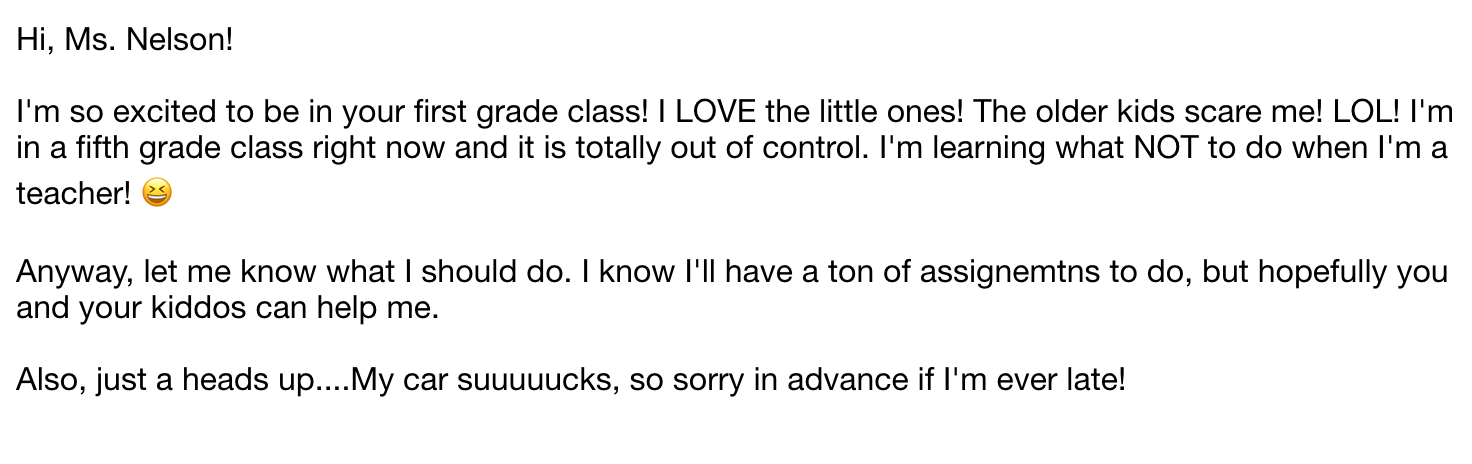 Hi, Ms. Nelson!
I'm so excited to be in your first grade class! I LOVE the little ones! The older kids scare me! LOL! I'm
in a fifth grade class right now and it is totally out of control. I'm learning what NOT to do when I'm a
teacher! 😆
Anyway, let me know what I should do. I know I'll have a ton of assignemtns to do, but hopefully you
and your kiddos can help me.
Also, just a heads up....My car suuuuucks, so sorry in advance if I'm ever late!